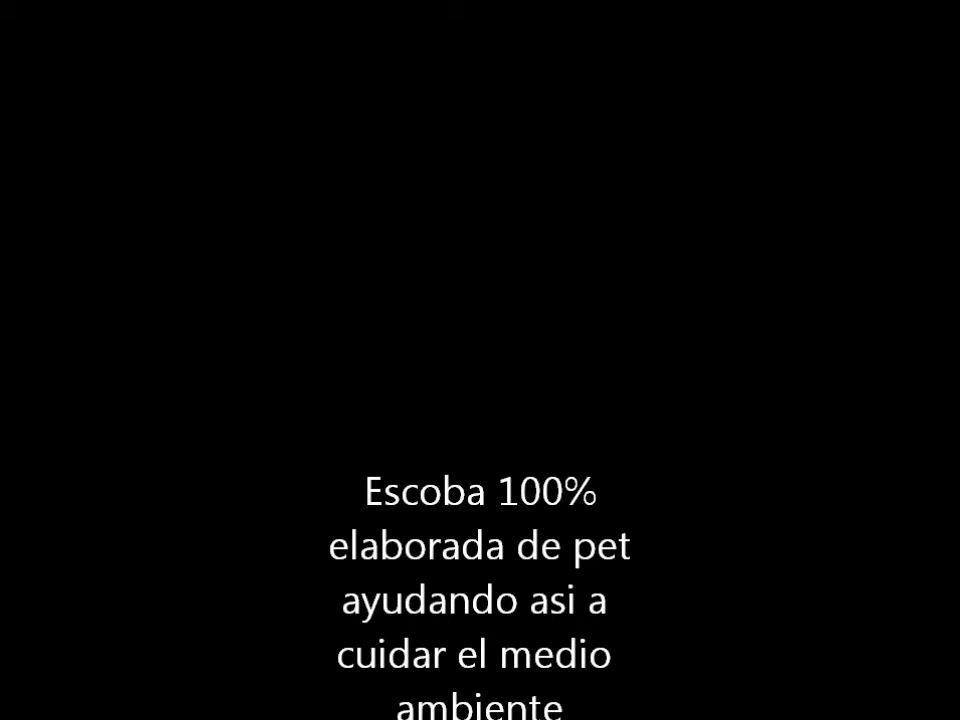 Escoba 100%
elaborada de pet
ayudando asi a
cuidar el medio
ambiente